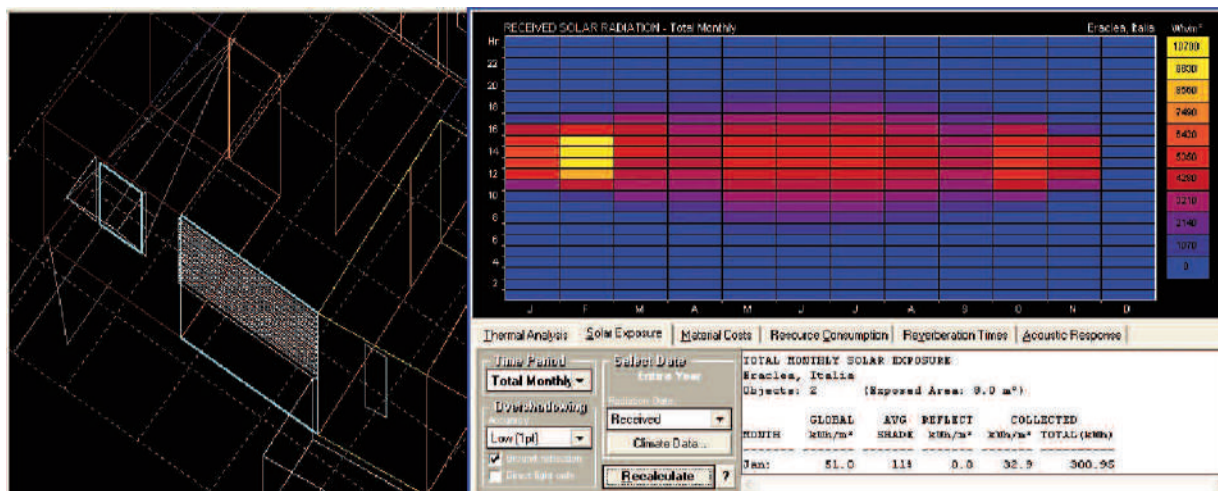 RECEIVED SOLAR RADIATION - Total Monthly
Eraclea, Italia
Wh/m²
Hr
22
20
18
16
14
12
10
8
6
4
2
J F M A M J J A S O N D
10700
9630
8560
7490
6420
5350
4280
3210
2140
1070
0
Thermal Analysis
Solar Exposure
Material Costs
Resource Consumption
Reverberation Times
Acoustic Response
Time Period
Total Monthly
Overshadowing
Accuracy
Low [1pt]
Ground reflection
Direct light only
Select Date
Entire Year
Radiation Data
Received
Climate Data...
Recalculate
?
TOTAL MONTHLY SOLAR EXPOSURE
Eraclea, Italia
Objects: 2 (Exposed Area: 9.0 m²)
GLOBAL AVG REFLECT COLLECTED
MONTH kWh/m² SHADE kWh/m² kWh/m² TOTAL(kWh)
Jan: 51.0 11% 0.0 32.9 300.95